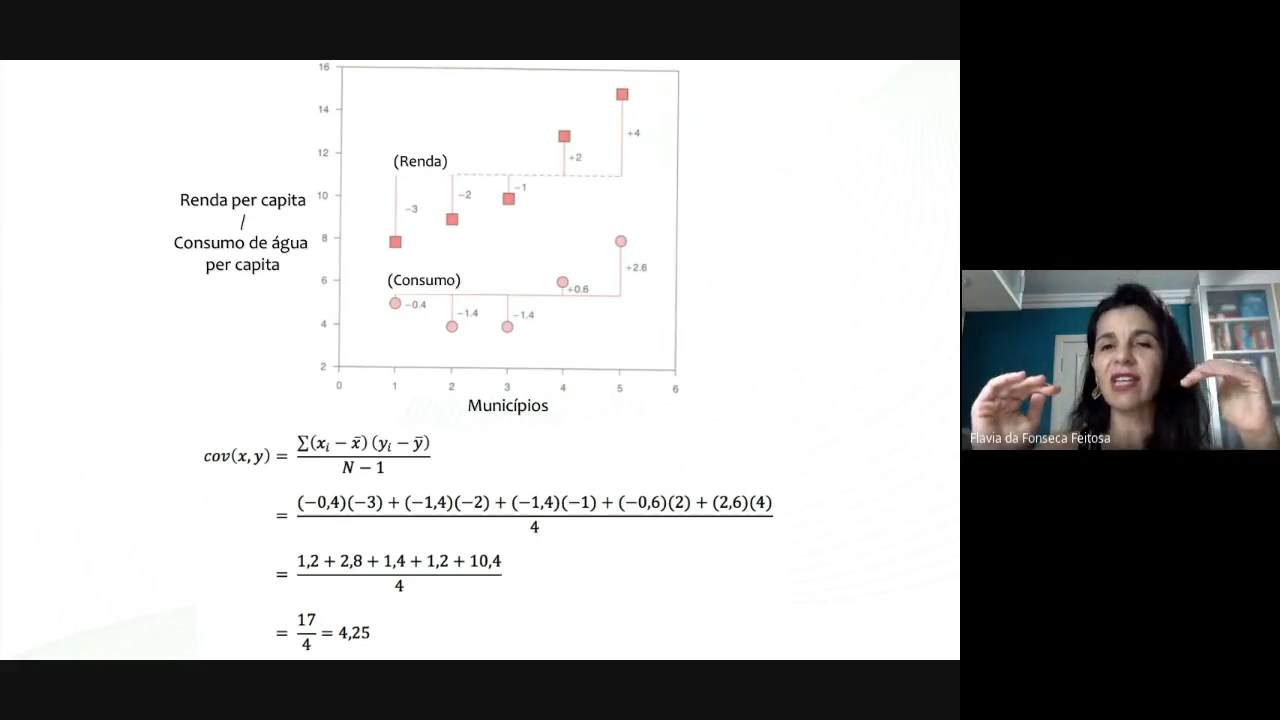 16
14
12
10
8
6
4
2
0 1 2 3 4 5 6
(Renda)
+4
+2
−1
−2
−3
Renda per capita
/
Consumo de água
per capita
(Consumo)
+2.6
+0.6
−0.4
−1.4
−1.4
Municípios
cov(x, y) = ∑(xᵢ − x̄) (yᵢ − ȳ) / N − 1
= (−0,4)(−3) + (−1,4)(−2) + (−1,4)(−1) + (−0,6)(2) + (2,6)(4) / 4
= 1,2 + 2,8 + 1,4 + 1,2 + 10,4 / 4
= 17 / 4 = 4,25
Flavia da Fonseca Feitosa